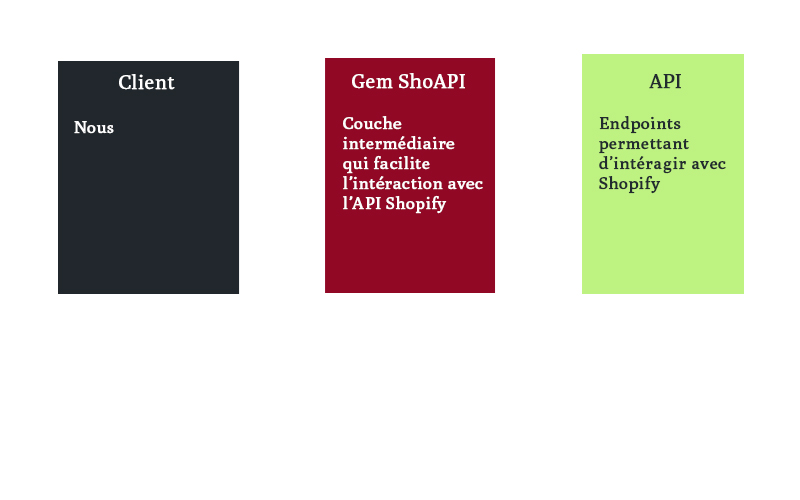 Client
Nous
Gem ShoAPI
Couche
intermédiaire
qui facilite
l'intéraction avec
l'API Shopify
API
Endpoints
permettant
d'intéragir avec
Shopify